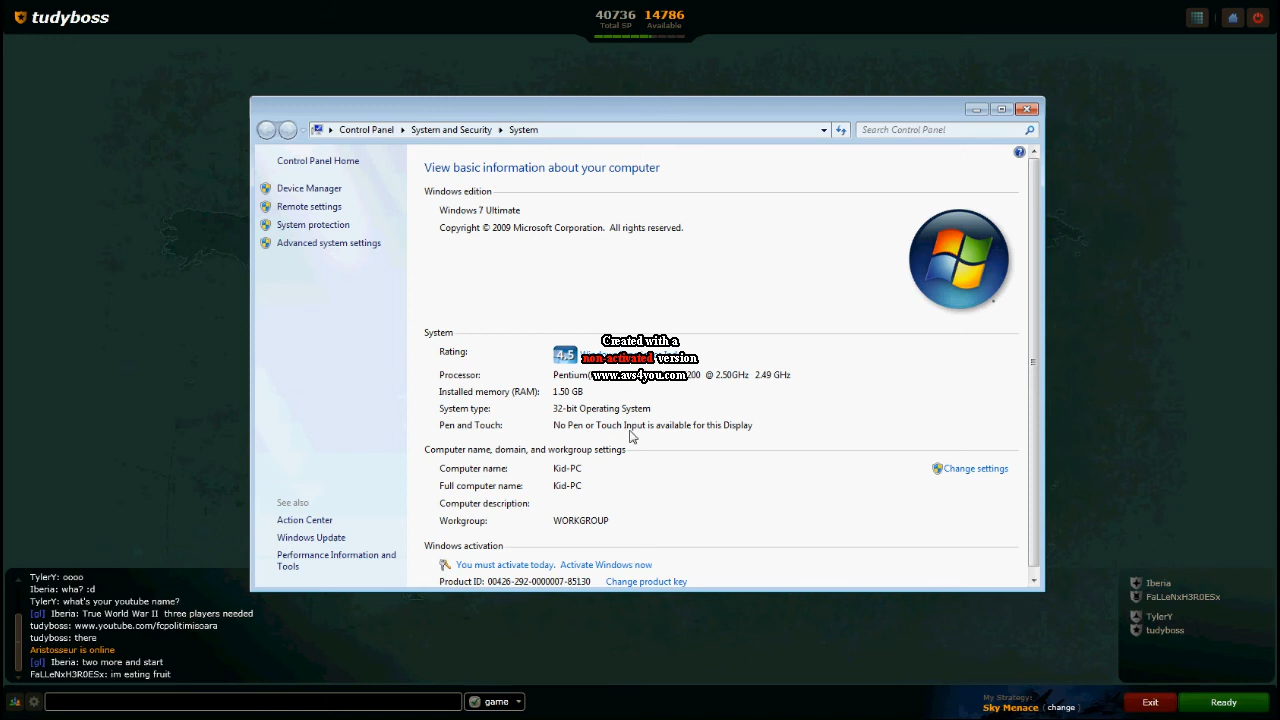 tudyboss
40736 14786
Total SP Available
Control Panel System and Security System
Search Control Panel
Control Panel Home
Device Manager
Remote settings
System protection
Advanced system settings
See also
Action Center
Windows Update
Performance Information and
Tools
View basic information about your computer
Windows edition
Windows 7 Ultimate
Copyright © 2009 Microsoft Corporation. All rights reserved.
System
Rating: 4,5
Created with a
non-activated version
www.avs4you.com
Processor: Pentium( 200 @ 2.50GHz 2.49 GHz
Installed memory (RAM): 1.50 GB
System type: 32-bit Operating System
Pen and Touch: No Pen or Touch Input is available for this Display
Computer name, domain, and workgroup settings
Computer name: Kid-PC
Change settings
Full computer name: Kid-PC
Computer description:
Workgroup: WORKGROUP
Windows activation
You must activate today. Activate Windows now
Product ID: 00426-292-0000007-85130 Change product key
TylerY: oooo
Iberia: wha? :d
TylerY: what's your youtube name?
[gl] Iberia: True World War II three players needed
tudyboss: www.youtube.com/fcpolitimisoara
tudyboss: there
Aristosseur is online
[gl] Iberia: two more and start
FaLLeNxH3R0ESx: im eating fruit
Iberia
FaLLeNxH3R0ESx
TylerY
tudyboss
game
My Strategy:
Sky Menace (change)
Exit
Ready